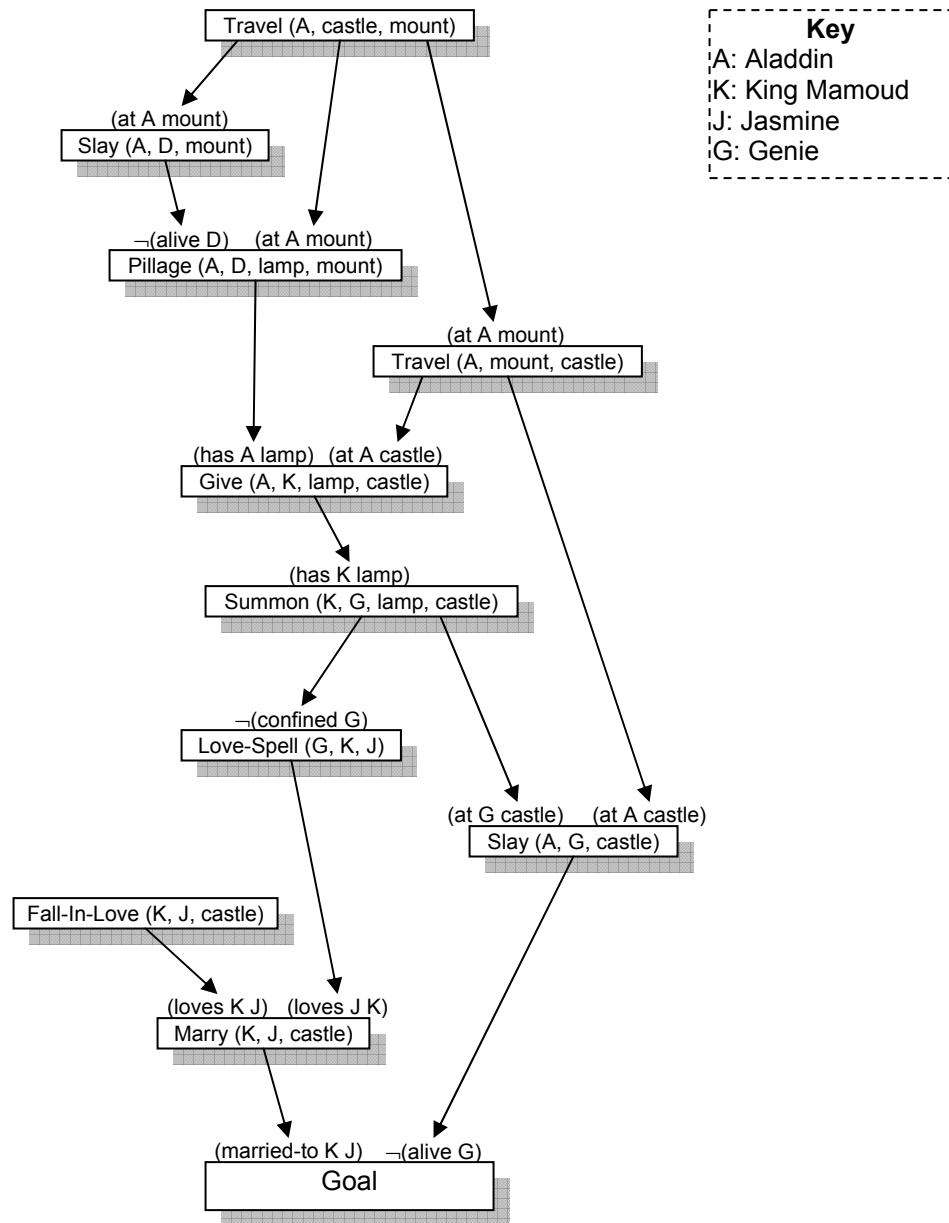 Travel (A, castle, mount)
Key
A: Aladdin
K: King Mamoud
J: Jasmine
G: Genie
(at A mount)
Slay (A, D, mount)
¬(alive D) (at A mount)
Pillage (A, D, lamp, mount)
(at A mount)
Travel (A, mount, castle)
(has A lamp) (at A castle)
Give (A, K, lamp, castle)
(has K lamp)
Summon (K, G, lamp, castle)
¬(confined G)
Love-Spell (G, K, J)
(at G castle) (at A castle)
Slay (A, G, castle)
Fall-In-Love (K, J, castle)
(loves K J) (loves J K)
Marry (K, J, castle)
(married-to K J) ¬(alive G)
Goal